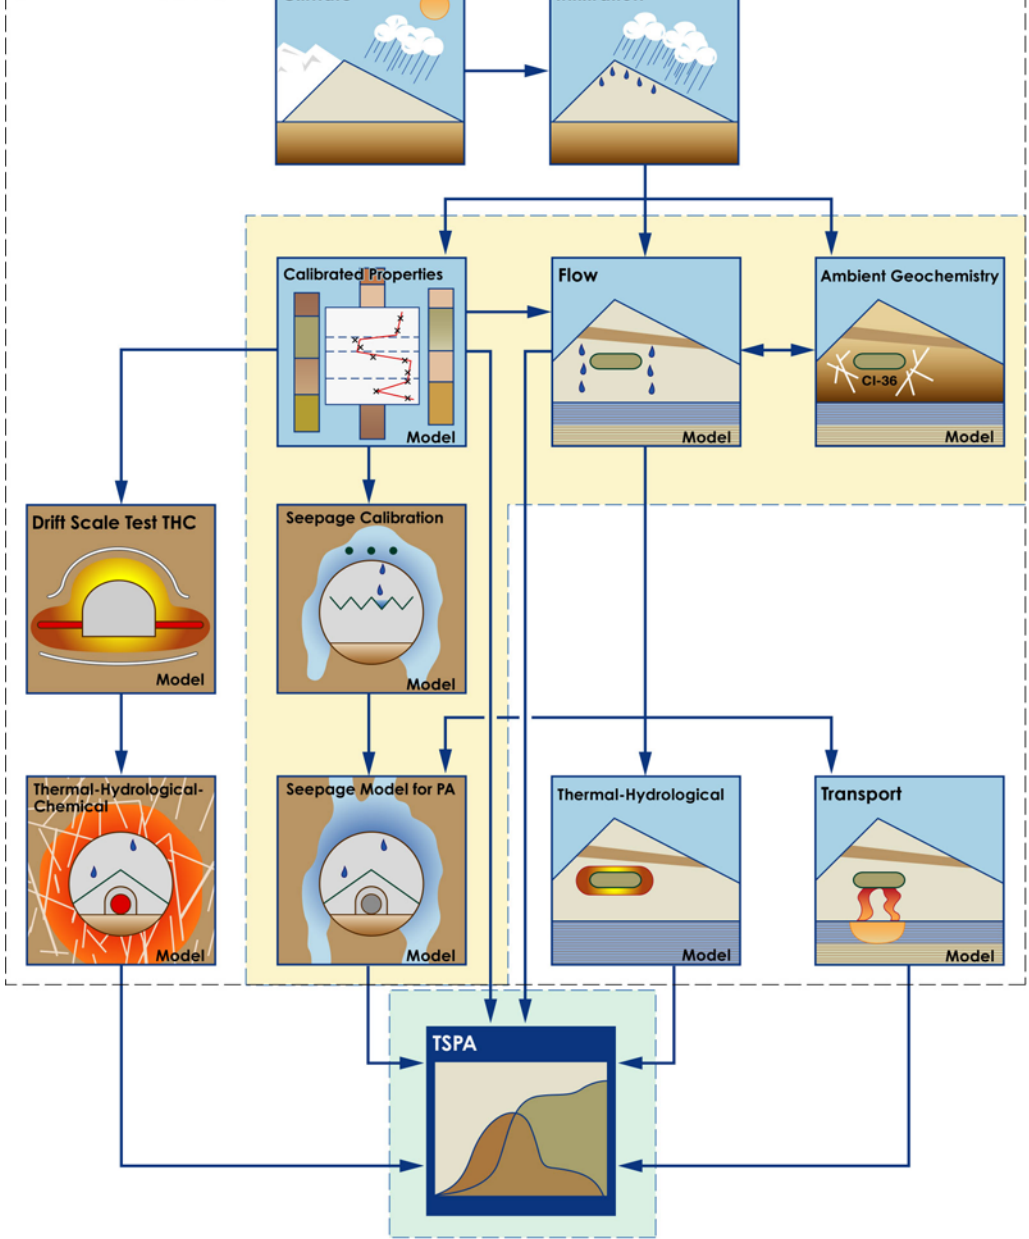 Calibrated Properties
Model
Flow
Model
Ambient Geochemistry
Cl-36
Model
Drift Scale Test THC
Model
Seepage Calibration
Model
Thermal-Hydrological-
Chemical
Model
Seepage Model for PA
Model
Thermal-Hydrological
Model
Transport
Model
TSPA